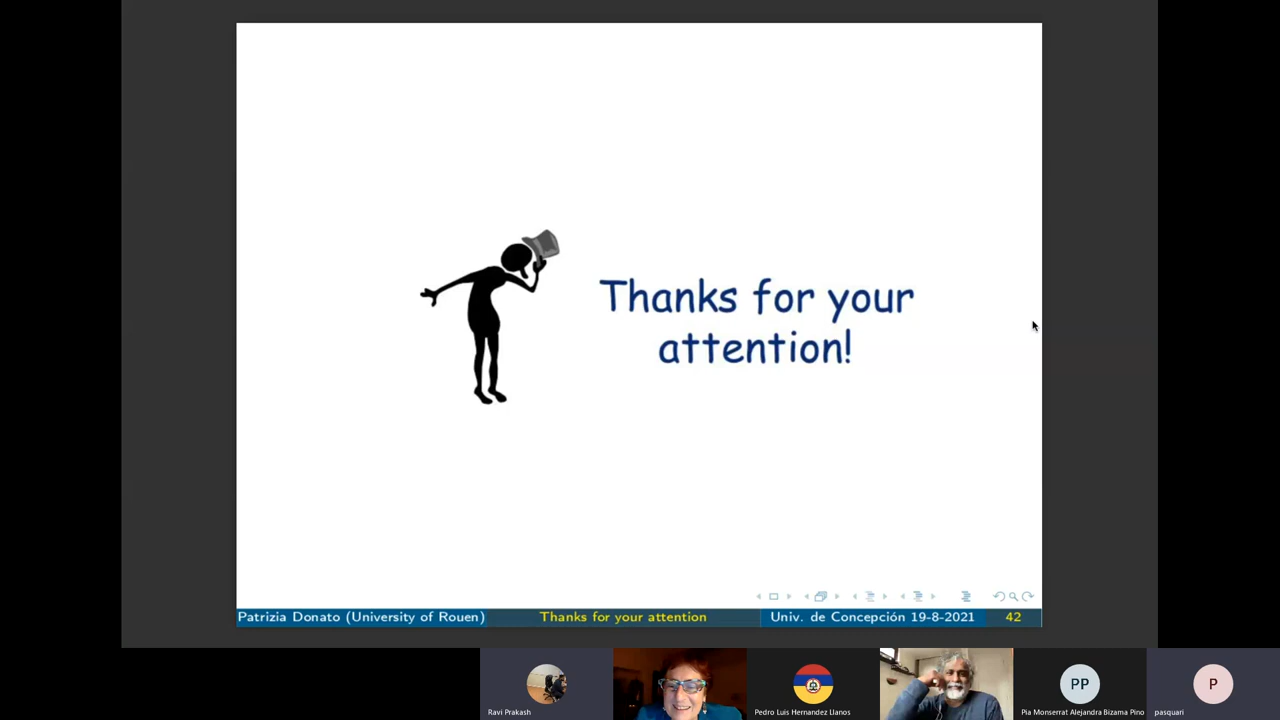 Thanks for your
attention!
Patrizia Donato (University of Rouen) Thanks for your attention Univ. de Concepción 19-8-2021 42
Ravi Prakash
Pedro Luis Hernandez Llanos
PP
Pia Monserrat Alejandra Bizama Pino
P
pasquari